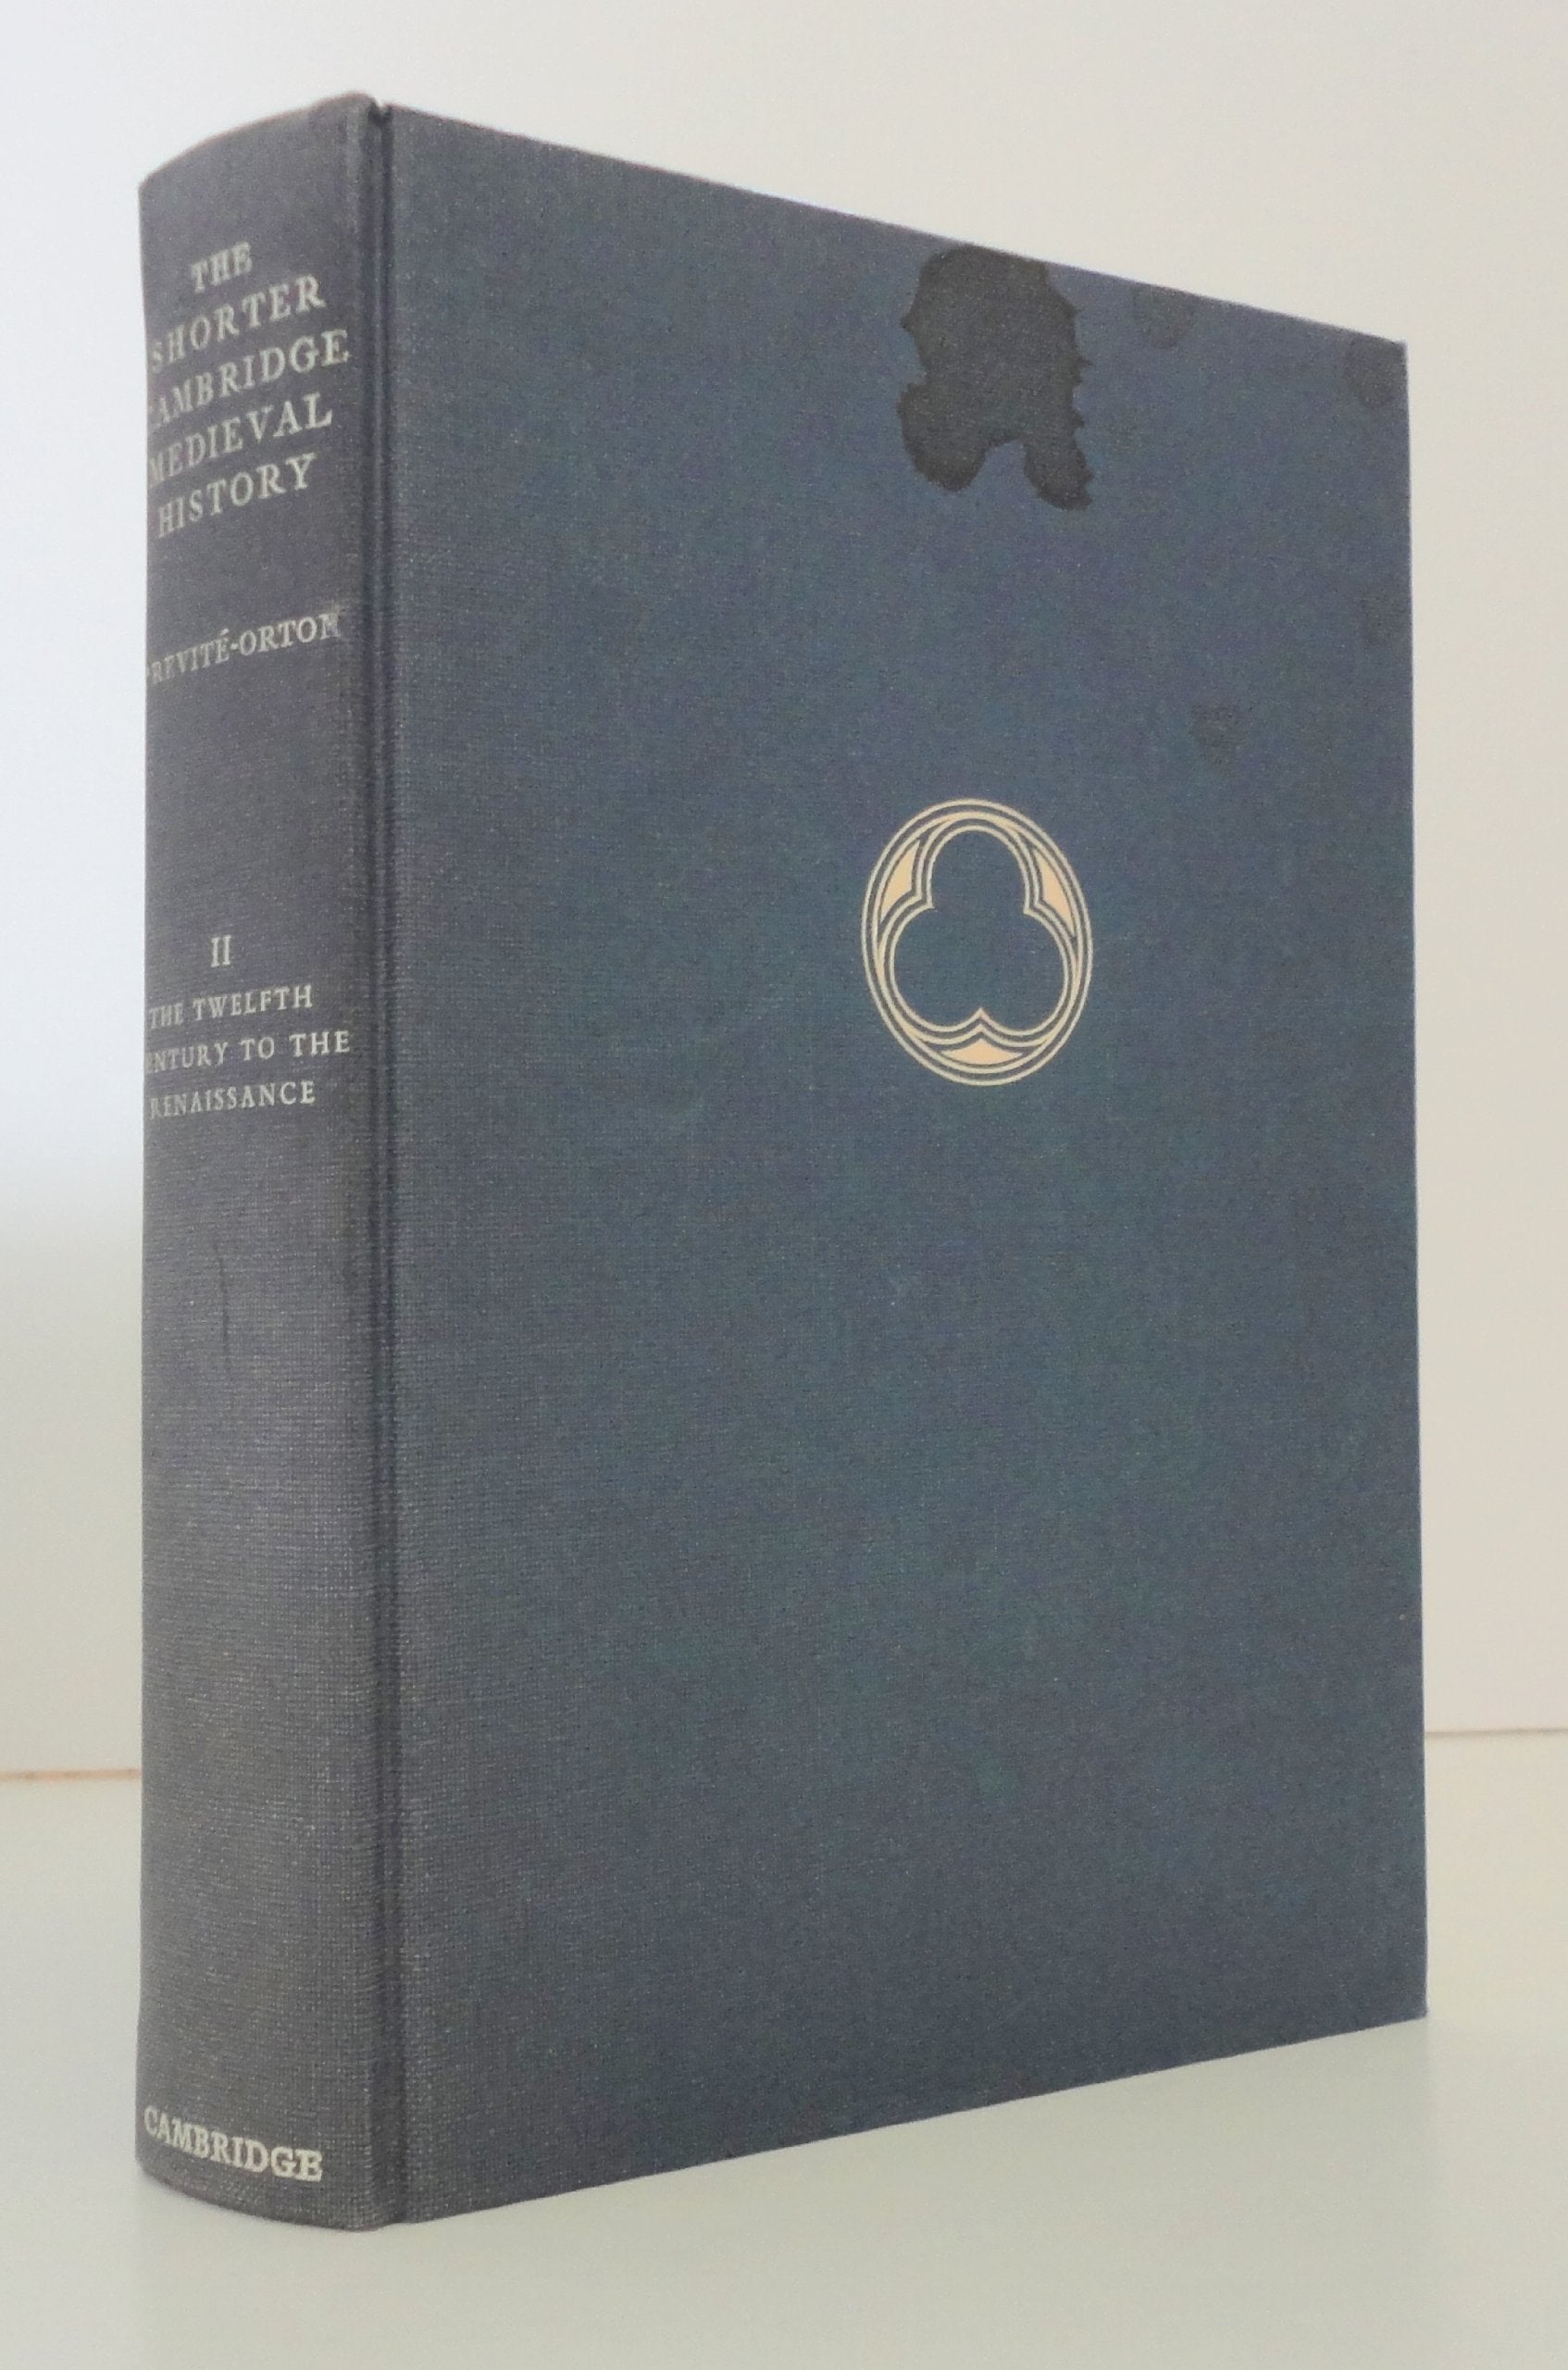 THE
SHORTER
CAMBRIDGE
MEDIEVAL
HISTORY
PREVITÉ-ORTON
II
THE TWELFTH
CENTURY TO THE
RENAISSANCE
CAMBRIDGE